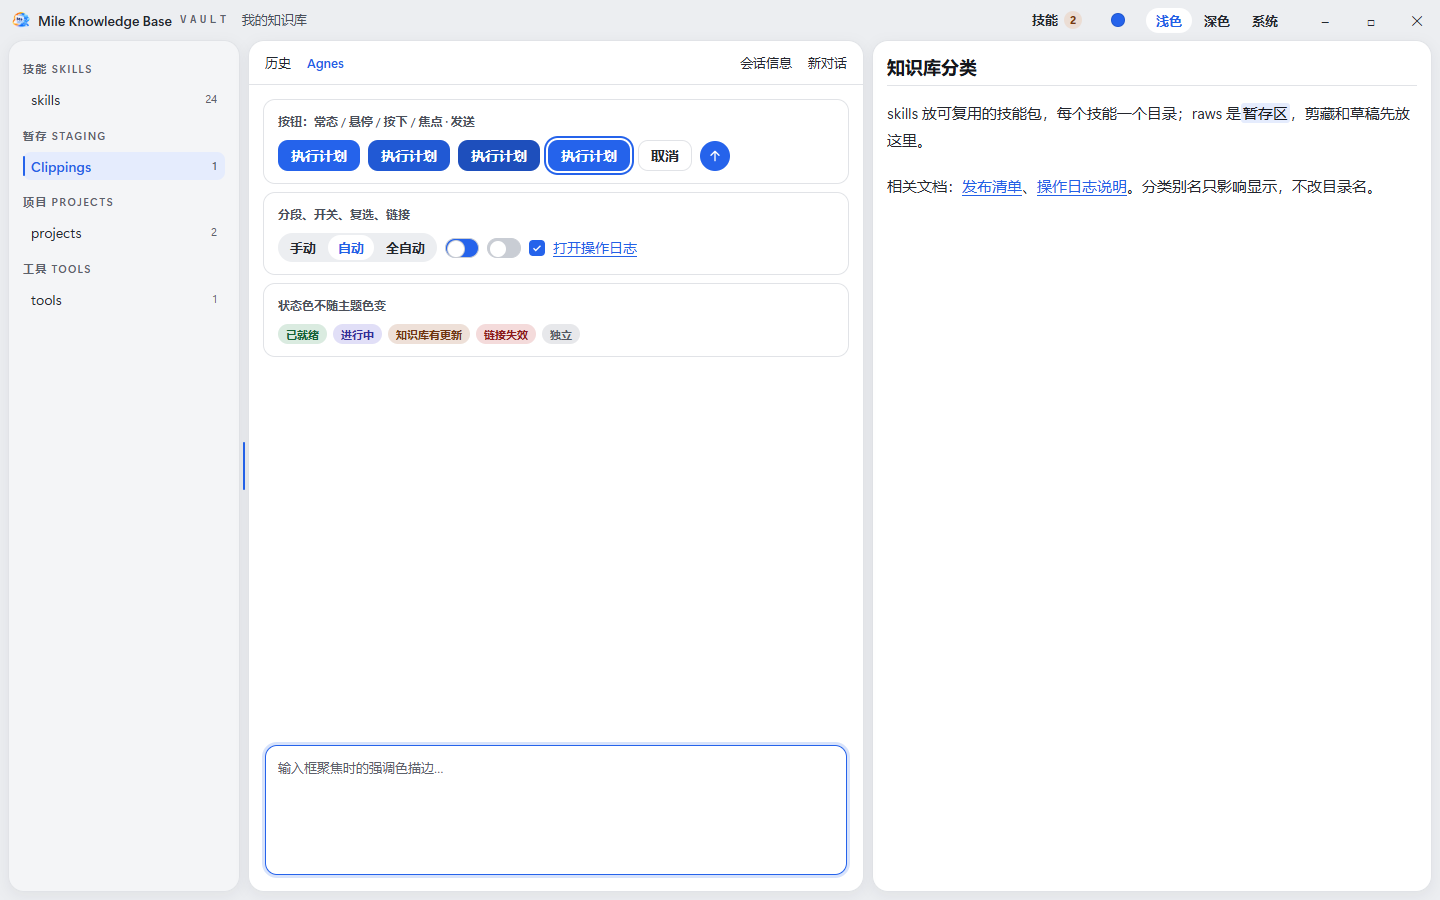 Mile Knowledge Base VAULT 我的知识库
技能 2 浅色 深色 系统
技能 SKILLS
skills 24
暂存 STAGING
Clippings 1
项目 PROJECTS
projects 2
工具 TOOLS
tools 1
历史 Agnes 会话信息 新对话
按钮：常态 / 悬停 / 按下 / 焦点 · 发送
执行计划 执行计划 执行计划 执行计划 取消
分段、开关、复选、链接
手动 自动 全自动 打开操作日志
状态色不随主题色变
已就绪 进行中 知识库有更新 链接失效 独立
输入框聚焦时的强调色描边...
知识库分类
skills 放可复用的技能包，每个技能一个目录；raws 是暂存区，剪藏和草稿先放
这里。
相关文档：发布清单、操作日志说明。分类别名只影响显示，不改目录名。